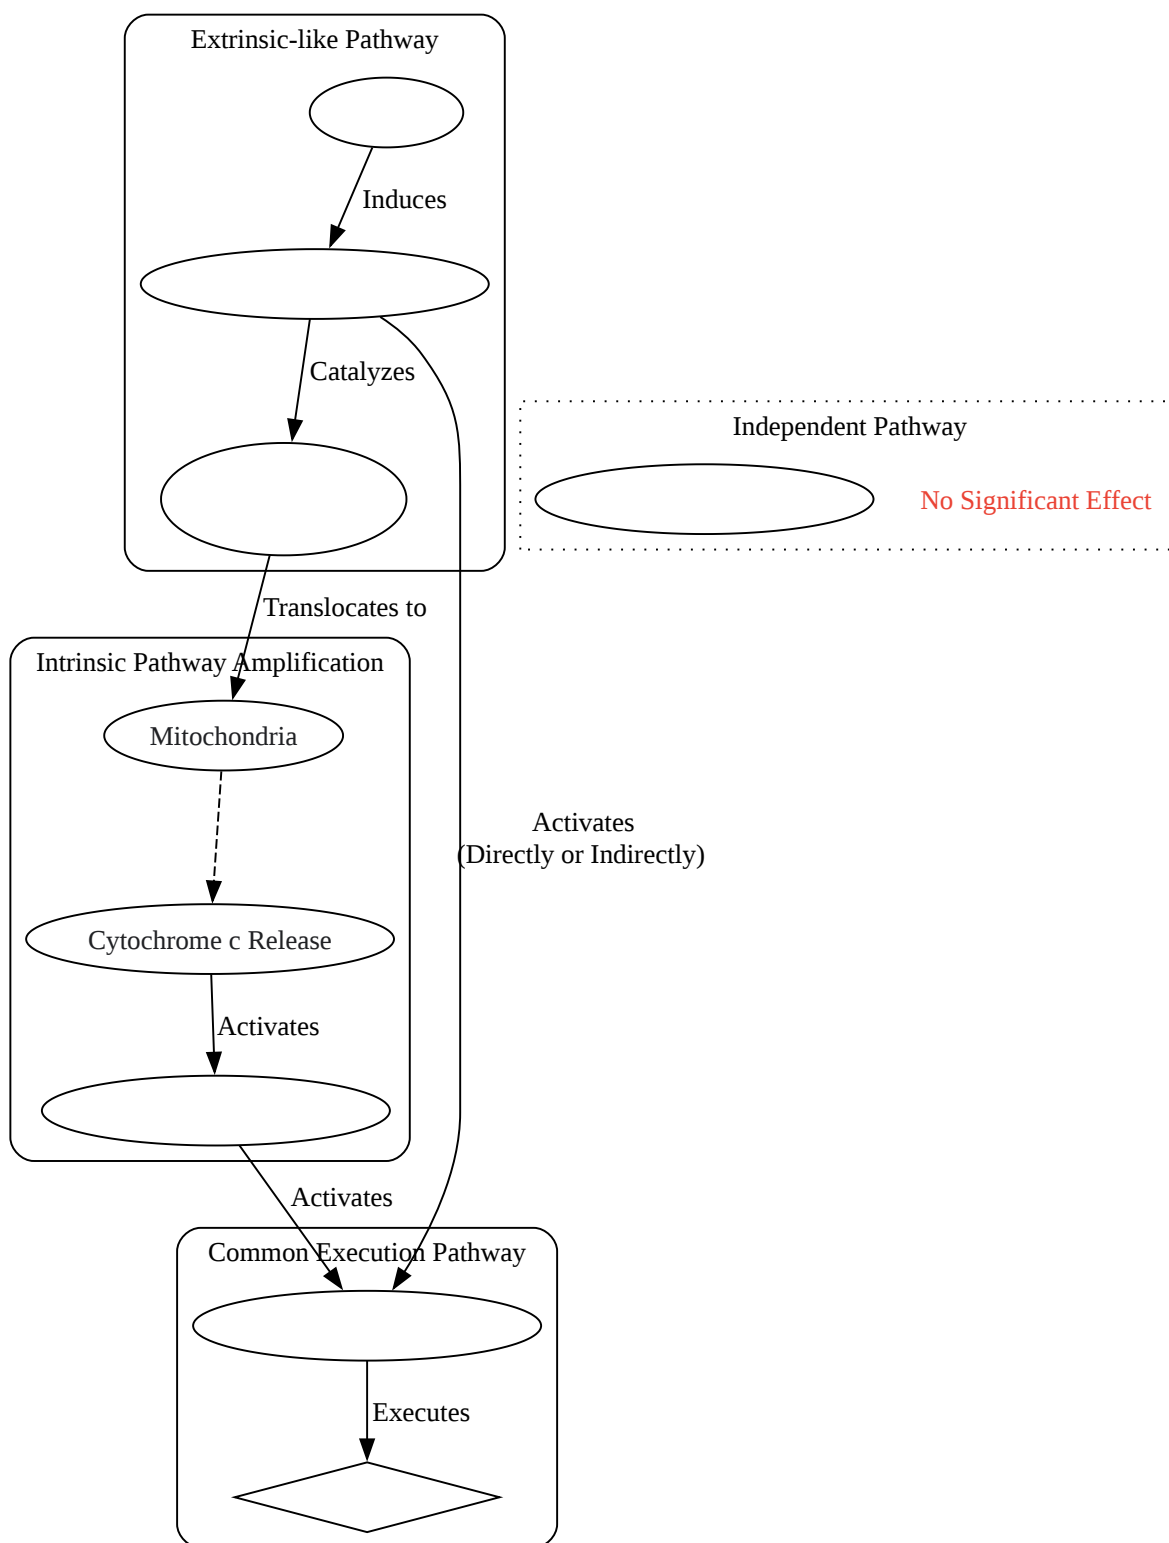 Extrinsic-like Pathway
Induces
Catalyzes
Independent Pathway
No Significant Effect
Translocates to
Intrinsic Pathway Amplification
Mitochondria
Activates
(Directly or Indirectly)
Cytochrome c Release
Activates
Activates
Common Execution Pathway
Executes